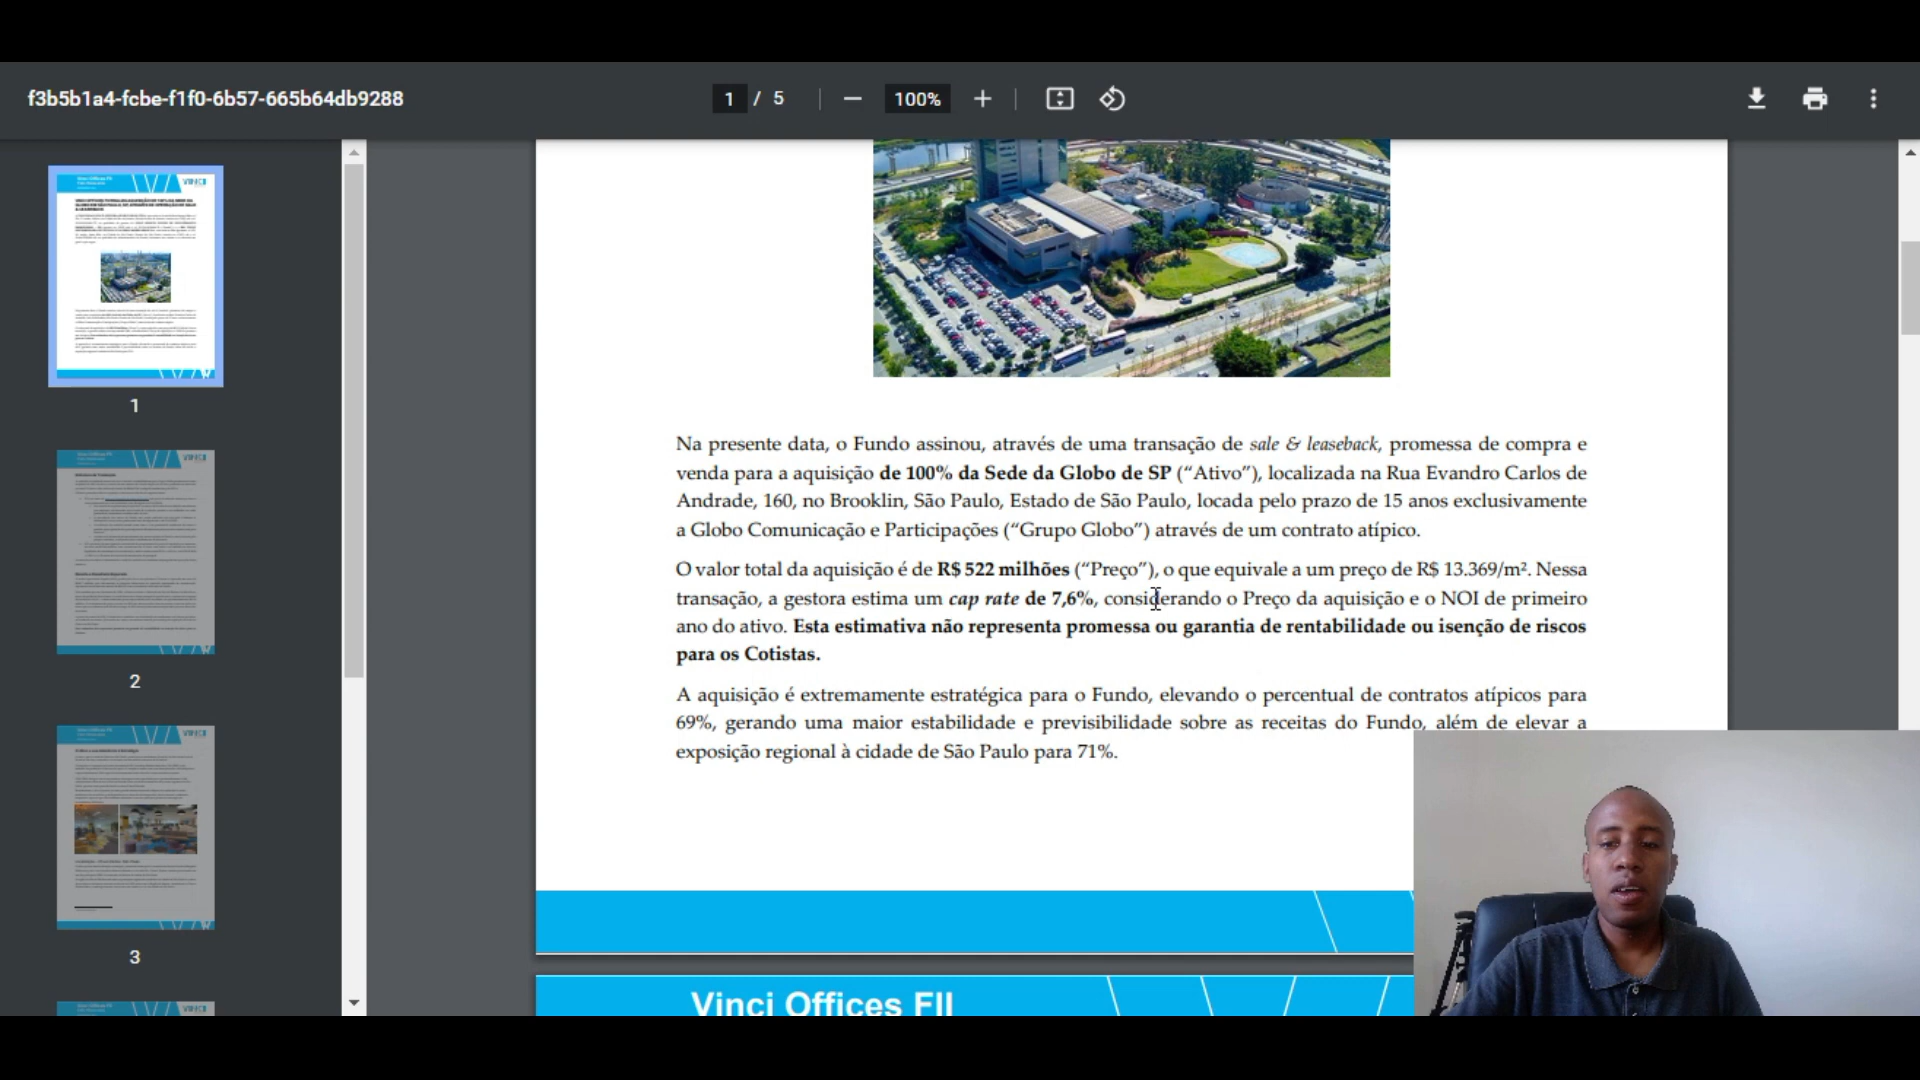 f3b5b1a4-fcbe-f1f0-6b57-665b64db9288
1 / 5
100%
1
2
3
Na presente data, o Fundo assinou, através de uma transação de sale & leaseback, promessa de compra e
venda para a aquisição de 100% da Sede da Globo de SP (“Ativo”), localizada na Rua Evandro Carlos de
Andrade, 160, no Brooklin, São Paulo, Estado de São Paulo, locada pelo prazo de 15 anos exclusivamente
a Globo Comunicação e Participações (“Grupo Globo”) através de um contrato atípico.
O valor total da aquisição é de R$ 522 milhões (“Preço”), o que equivale a um preço de R$ 13.369/m². Nessa
transação, a gestora estima um cap rate de 7,6%, considerando o Preço da aquisição e o NOI de primeiro
ano do ativo. Esta estimativa não representa promessa ou garantia de rentabilidade ou isenção de riscos
para os Cotistas.
A aquisição é extremamente estratégica para o Fundo, elevando o percentual de contratos atípicos para
69%, gerando uma maior estabilidade e previsibilidade sobre as receitas do Fundo, além de elevar a
exposição regional à cidade de São Paulo para 71%.
Vinci Offices FII